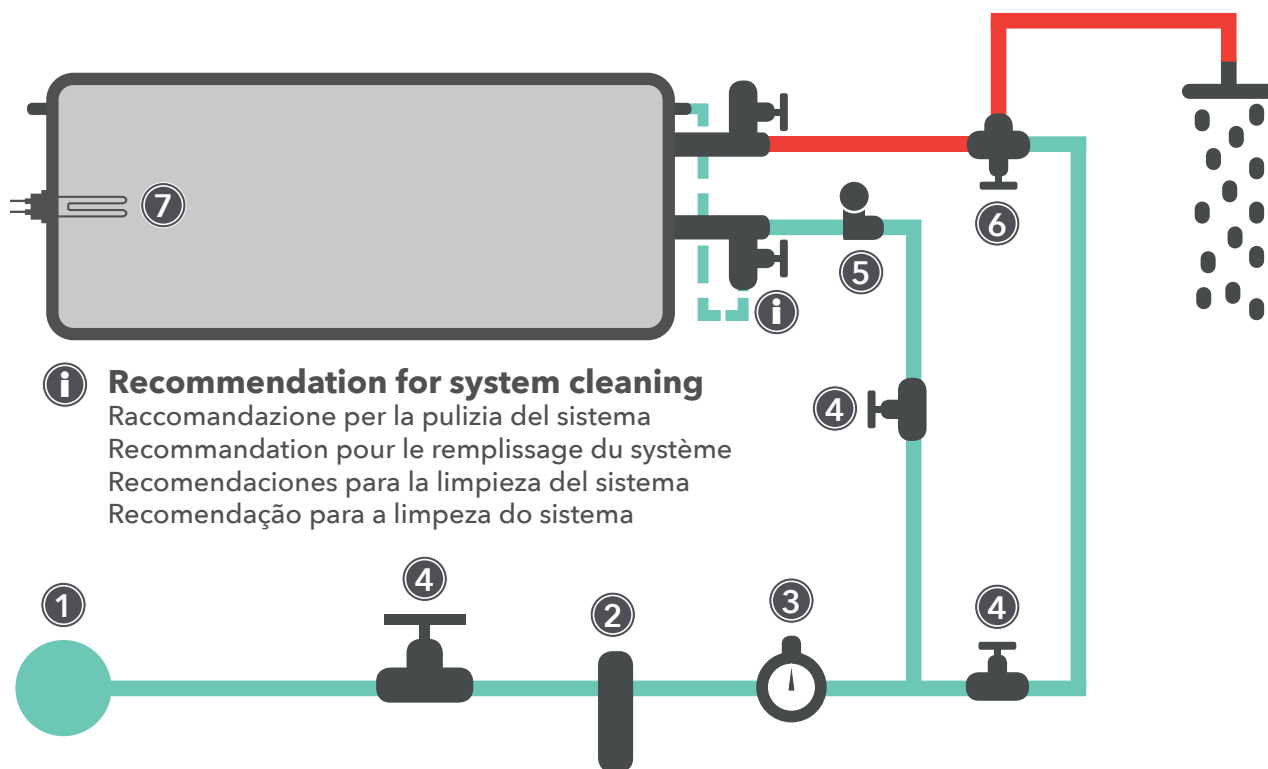 7
6
5
i
4
i Recommendation for system cleaning
Raccomandazione per la pulizia del sistema
Recommandation pour le remplissage du système
Recomendaciones para la limpieza del sistema
Recomendação para a limpeza do sistema
1
4
2
3
4